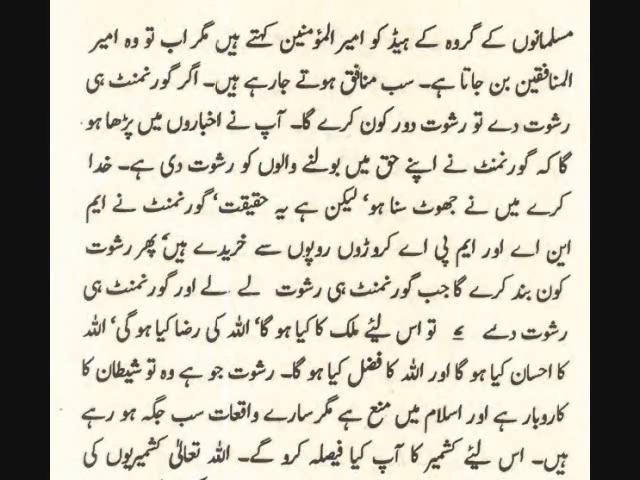 مسلمانوں کے گروہ کے ہیڈ کو امیر المؤمنین کہتے ہیں مگر اب تو وہ امیر
المنافقین بن جاتا ہے۔ سب منافق ہوتے جارہے ہیں۔ اگر گورنمنٹ ہی
رشوت دے تو رشوت دور کون کرے گا۔ آپ نے اخباروں میں پڑھا ہو
گا کہ گورنمنٹ نے اپنے حق میں بولنے والوں کو رشوت دی ہے۔ خدا
کرے میں نے جھوٹ سنا ہو، لیکن ہے یہ حقیقت، گورنمنٹ نے ایم
این اے اور ایم پی اے کروڑوں روپوں سے خریدے ہیں، پھر رشوت
کون بند کرے گا جب گورنمنٹ ہی رشوت لے لے اور گورنمنٹ ہی
رشوت دے دے تو اس لیئے ملک کا کیا ہو گا، اللہ کی رضا کیا ہو گی، اللہ
کا احسان کیا ہو گا اور اللہ کا فضل کیا ہو گا۔ رشوت جو ہے وہ تو شیطان کا
کاروبار ہے اور اسلام میں منع ہے مگر سارے واقعات سب جگہ ہو رہے
ہیں۔ اس لیئے کشمیر کا آپ کیا فیصلہ کرو گے۔ اللہ تعالیٰ کشمیریوں کی